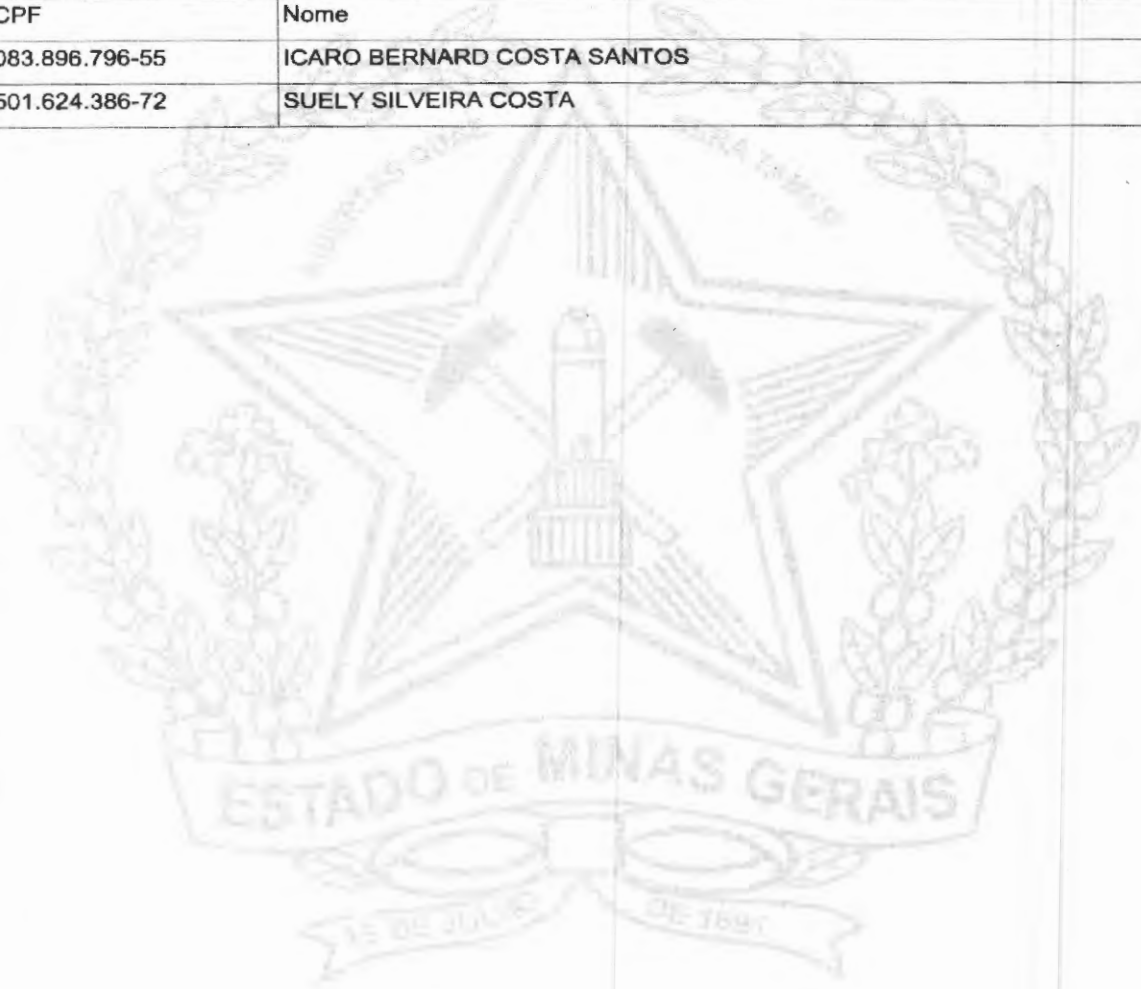 CPF Nome
083.896.796-55 ICARO BERNARD COSTA SANTOS
501.624.386-72 SUELY SILVEIRA COSTA
ESTADO DE MINAS GERAIS
DE